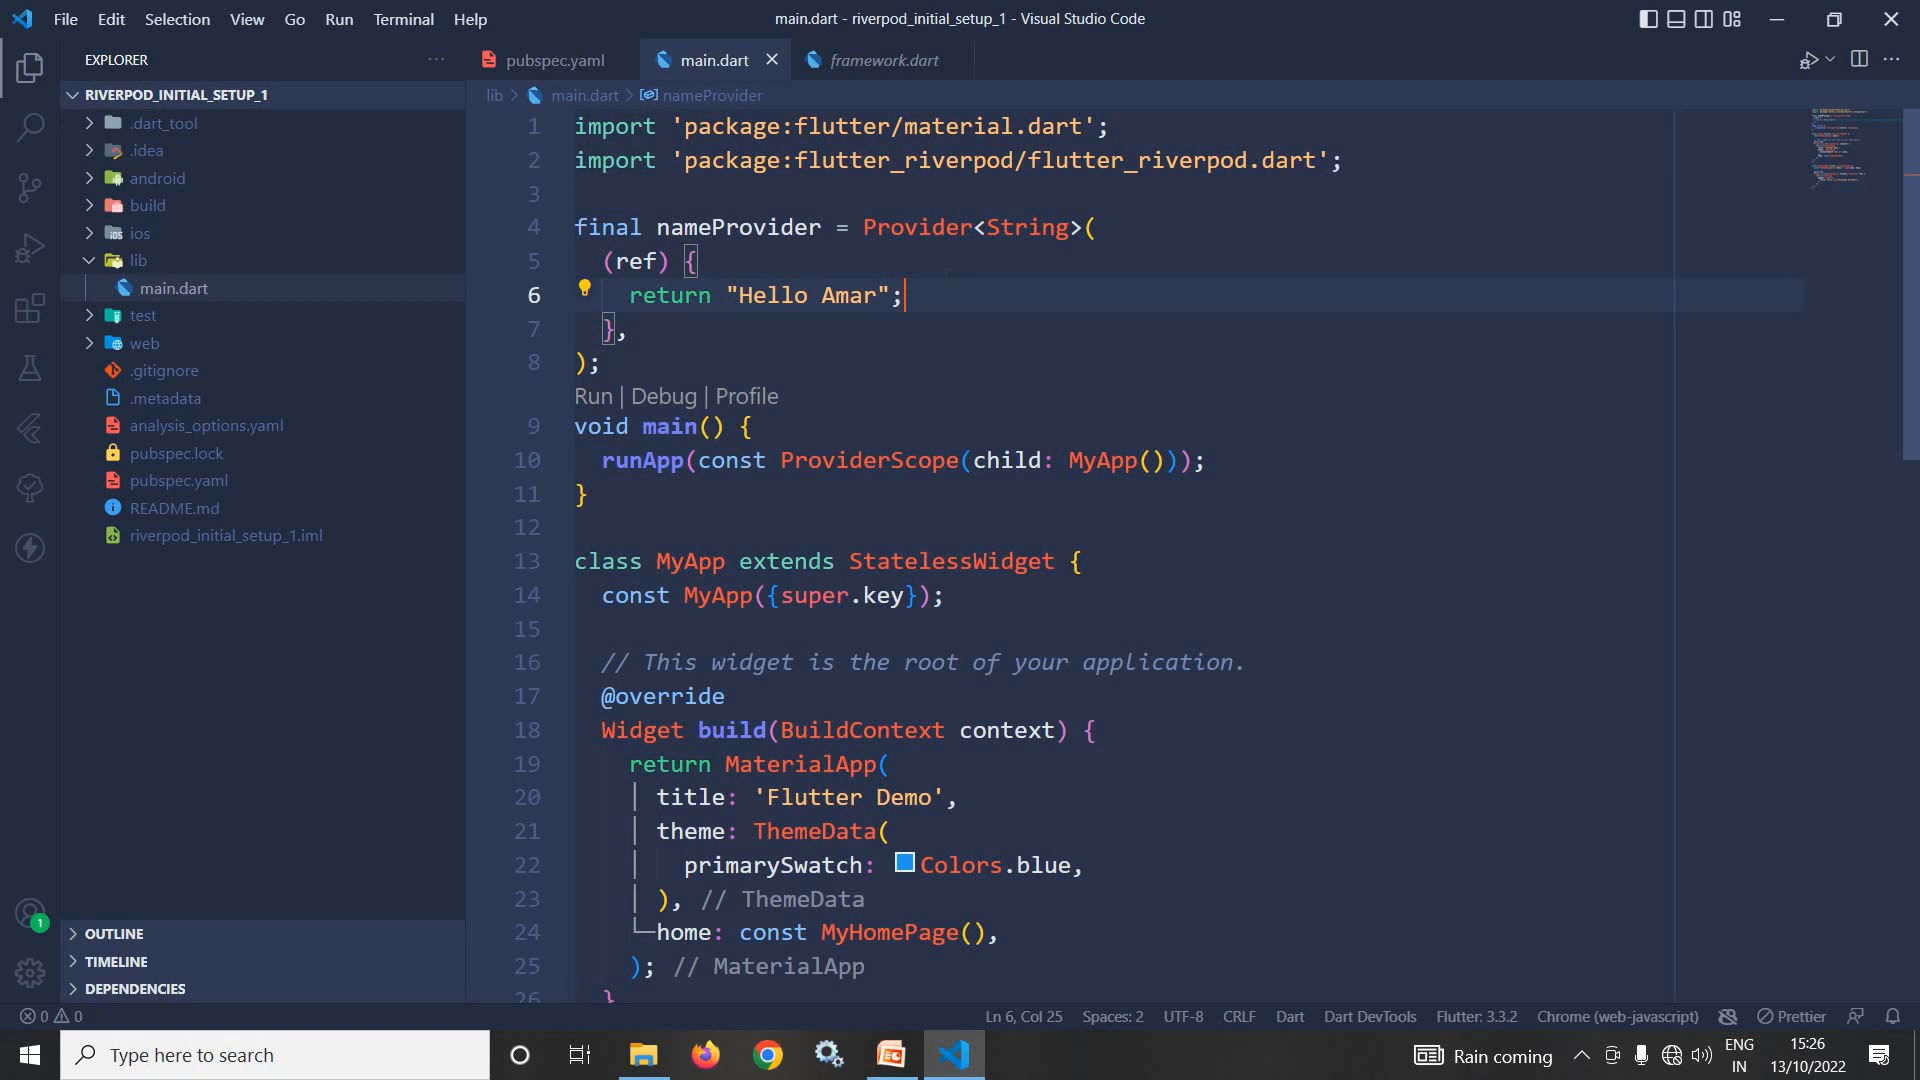 File Edit Selection View Go Run Terminal Help
main.dart - riverpod_initial_setup_1 - Visual Studio Code
EXPLORER
pubspec.yaml
main.dart
framework.dart
RIVERPOD_INITIAL_SETUP_1
lib > main.dart > nameProvider
.dart_tool
.idea
android
build
ios
lib
main.dart
test
web
.gitignore
.metadata
analysis_options.yaml
pubspec.lock
pubspec.yaml
README.md
riverpod_initial_setup_1.iml
OUTLINE
TIMELINE
DEPENDENCIES
1 import 'package:flutter/material.dart';
2 import 'package:flutter_riverpod/flutter_riverpod.dart';
3
4 final nameProvider = Provider<String>(
5 (ref) {
6 return "Hello Amar";
7 },
8 );
Run | Debug | Profile
9 void main() {
10 runApp(const ProviderScope(child: MyApp()));
11 }
12
13 class MyApp extends StatelessWidget {
14 const MyApp({super.key});
15
16 // This widget is the root of your application.
17 @override
18 Widget build(BuildContext context) {
19 return MaterialApp(
20 title: 'Flutter Demo',
21 theme: ThemeData(
22 primarySwatch: Colors.blue,
23 ), // ThemeData
24 home: const MyHomePage(),
25 ); // MaterialApp
26 }
1
0 0
Ln 6, Col 25 Spaces: 2 UTF-8 CRLF Dart Dart DevTools Flutter: 3.3.2 Chrome (web-javascript) Prettier
Type here to search
Rain coming
ENG
IN
15:26
13/10/2022